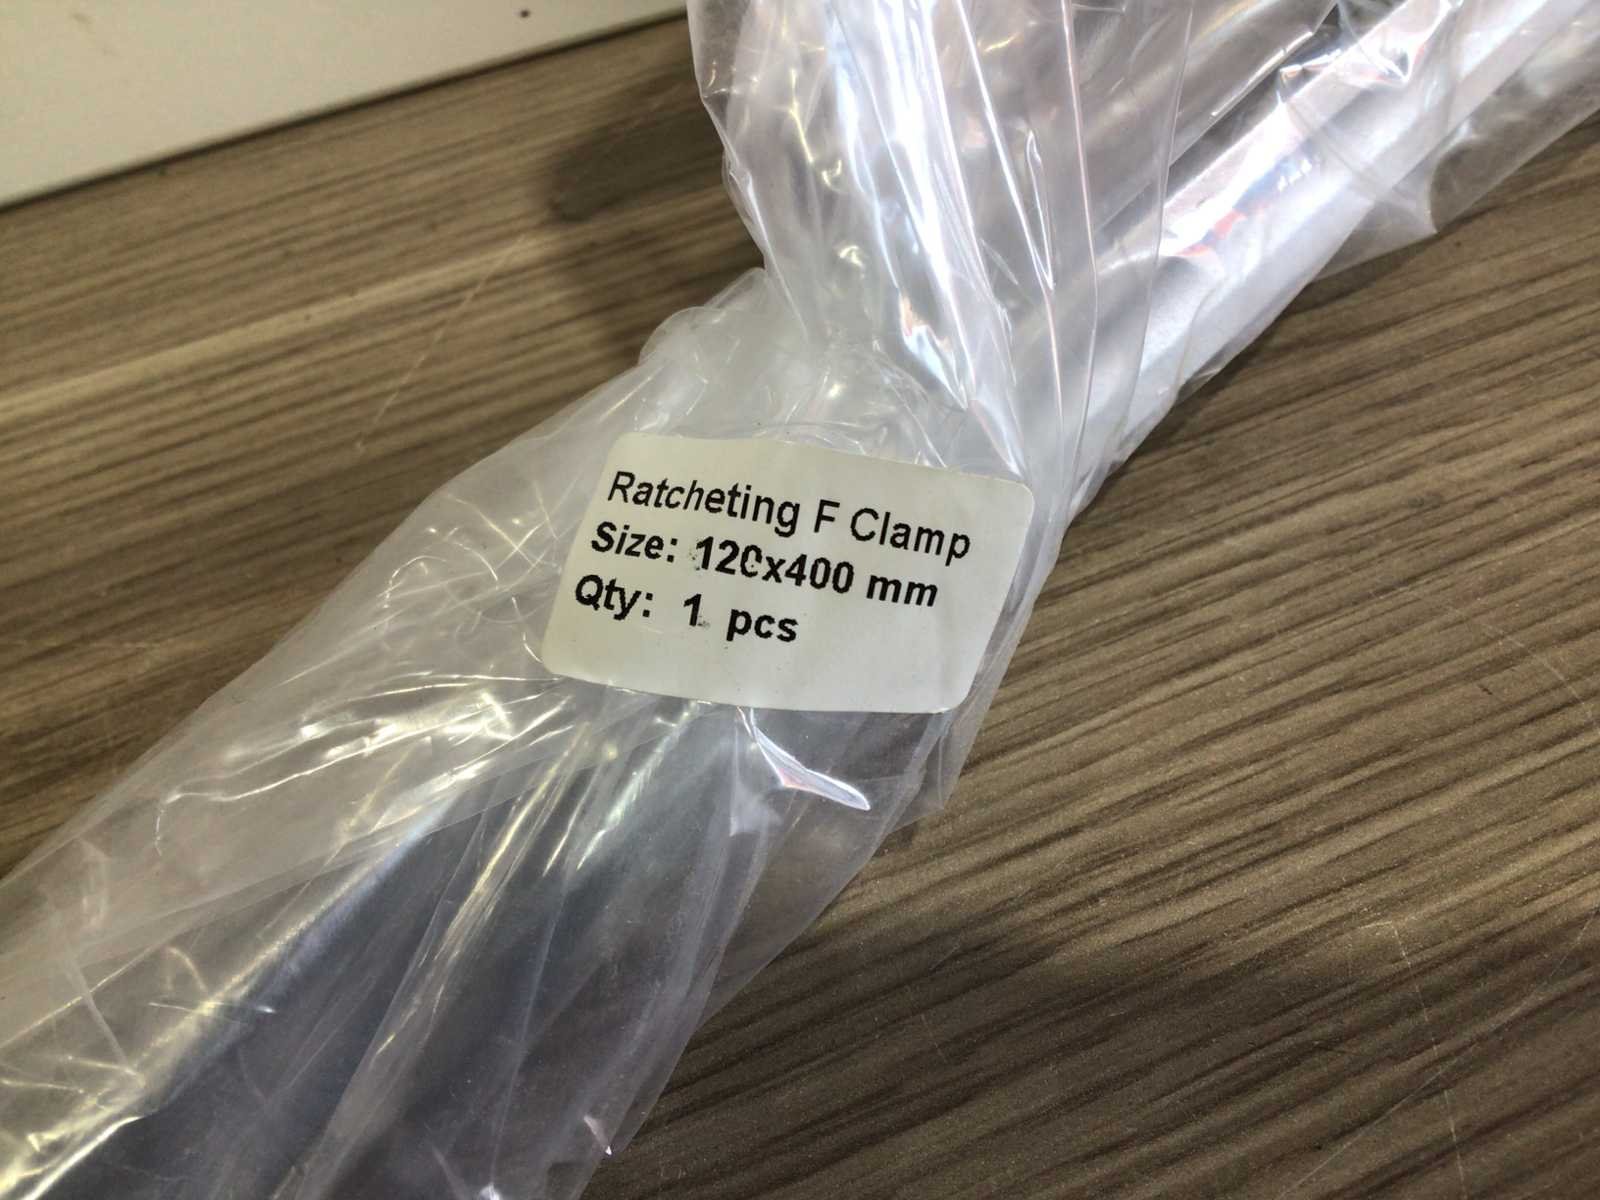 Ratcheting F Clamp
Size: 120x400 mm
Qty: 1 pcs